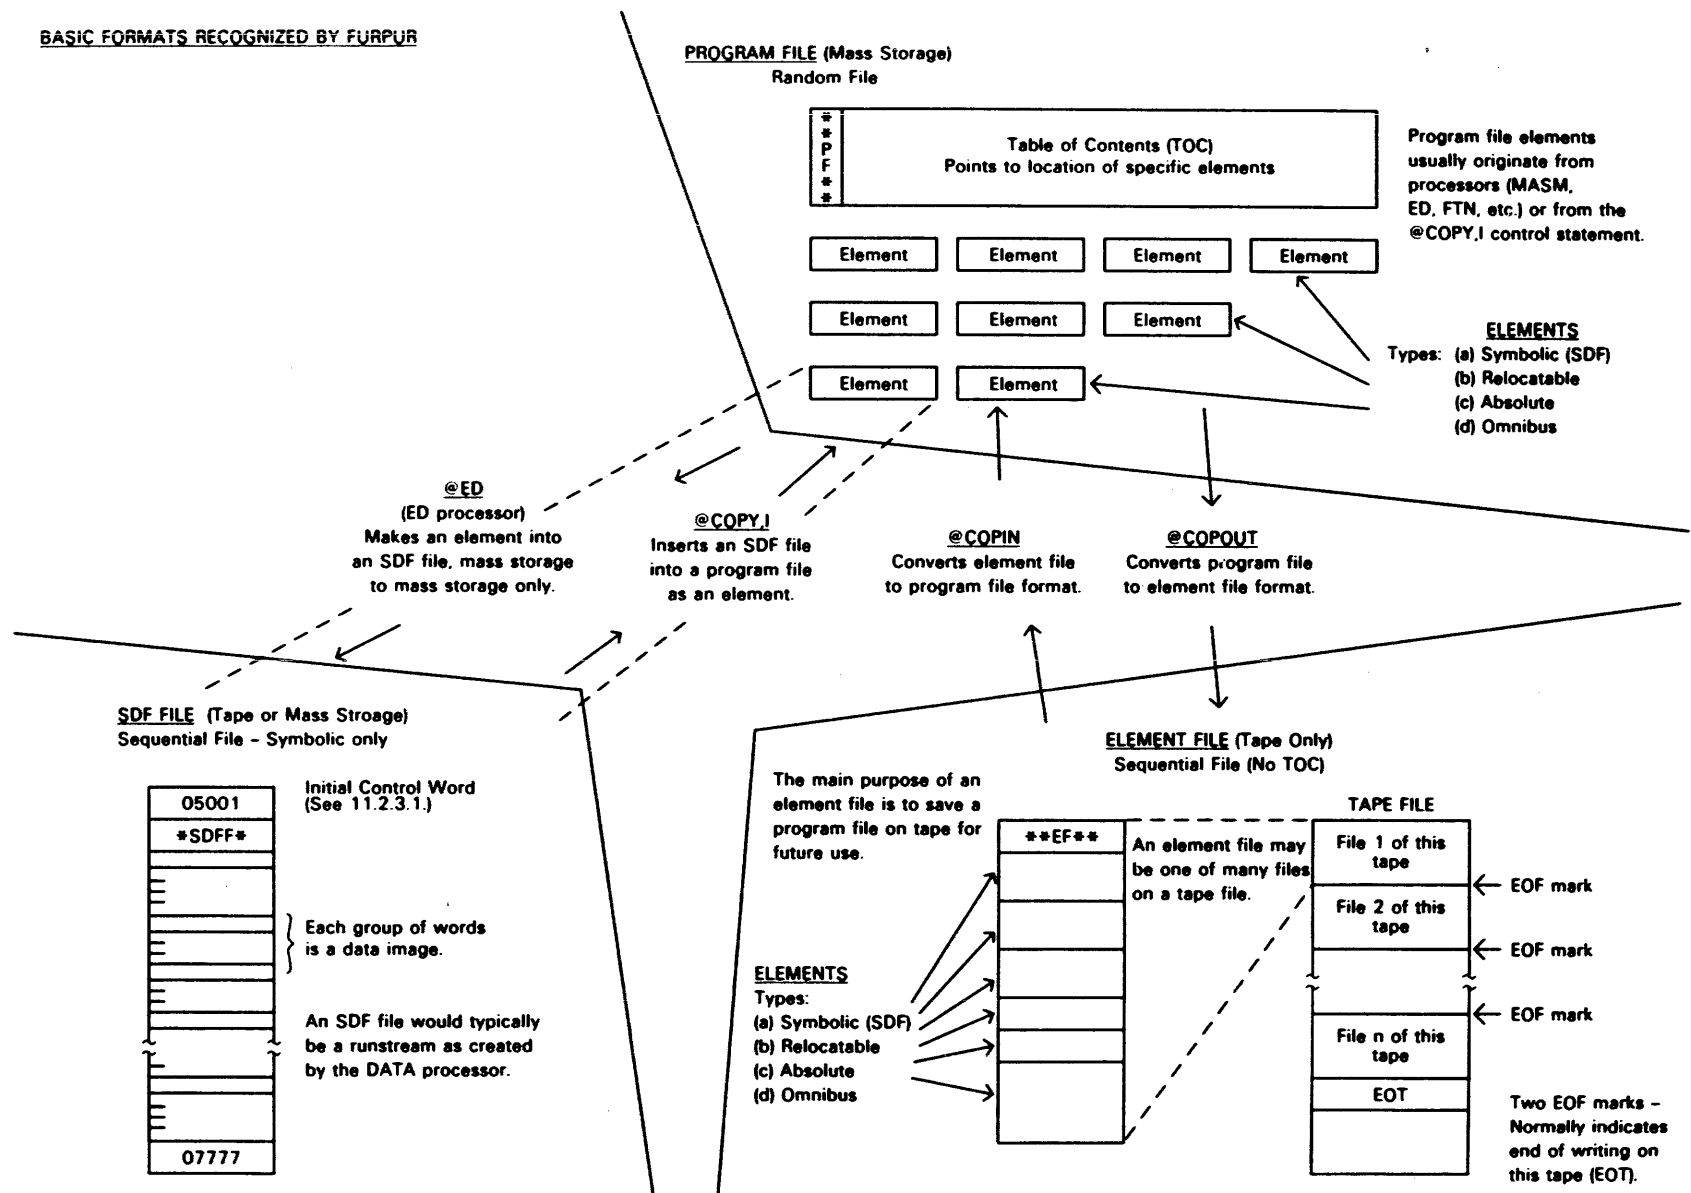 BASIC FORMATS RECOGNIZED BY FURPUR
PROGRAM FILE (Mass Storage)
Random File
*
*
P
F
*
*
Table of Contents (TOC)
Points to location of specific elements
Program file elements
usually originate from
processors (MASM,
ED, FTN, etc.) or from the
@COPY,I control statement.
Element
Element
Element
Element
Element
Element
Element
Element
Element
ELEMENTS
Types: (a) Symbolic (SDF)
(b) Relocatable
(c) Absolute
(d) Omnibus
@ED
(ED processor)
Makes an element into
an SDF file, mass storage
to mass storage only.
@COPY,I
Inserts an SDF file
into a program file
as an element.
@COPIN
Converts element file
to program file format.
@COPOUT
Converts program file
to element file format.
SDF FILE (Tape or Mass Stroage)
Sequential File - Symbolic only
05001
*SDFF*
07777
Initial Control Word
(See 11.2.3.1.)
Each group of words
is a data image.
An SDF file would typically
be a runstream as created
by the DATA processor.
ELEMENT FILE (Tape Only)
Sequential File (No TOC)
The main purpose of an
element file is to save a
program file on tape for
future use.
**EF**
An element file may
be one of many files
on a tape file.
ELEMENTS
Types:
(a) Symbolic (SDF)
(b) Relocatable
(c) Absolute
(d) Omnibus
TAPE FILE
File 1 of this
tape
EOF mark
File 2 of this
tape
EOF mark
EOF mark
File n of this
tape
EOT
Two EOF marks -
Normally indicates
end of writing on
this tape (EOT).